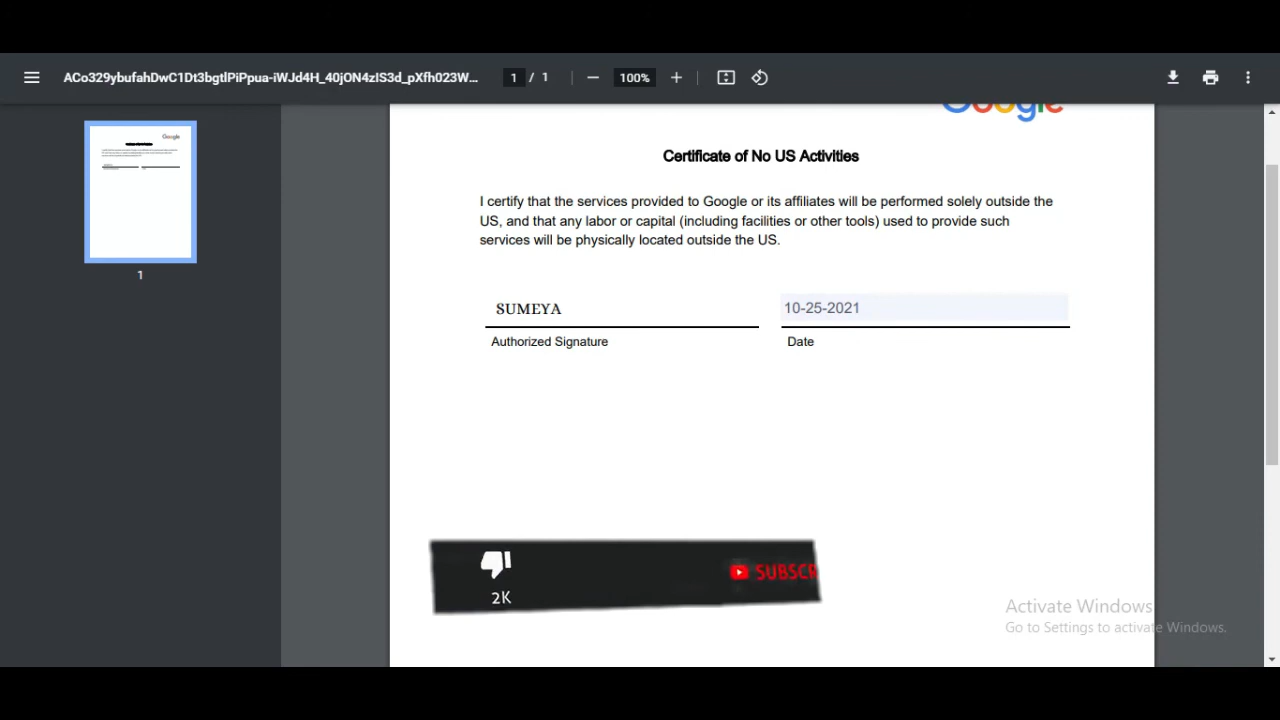 ACo329ybufahDwC1Dt3bgtlPiPpua-iWJd4H_40jON4zIS3d_pXfh023W...
1 / 1
100%
Google
Certificate of No US Activities
I certify that the services provided to Google or its affiliates will be performed solely outside the
US, and that any labor or capital (including facilities or other tools) used to provide such
services will be physically located outside the US.
SUMEYA
10-25-2021
Authorized Signature
Date
1
2K
SUBSCR
Activate Windows
Go to Settings to activate Windows.